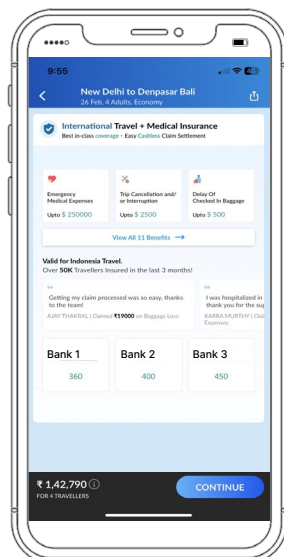 9:55
New Delhi to Denpasar
Bali
26 Feb, 4 Adults, Economy
International Travel + Medical
Insurance
Best in-class coverage • Easy Cashless Claim
Settlement
Emergency
Medical Expenses
Upto $ 250000
Trip Cancellation and/
or Interruption
Upto $ 2500
Delay Of
Checked In Baggage
Upto $ 500
View All 11 Benefits →
Valid for Indonesia Travel.
Over 50K Travellers Insured in the last 3 months!
Getting my claim processed was so easy, thanks
to the team!
AJAY THAKRAL | Claimed ₹19000 on Baggage Loss
I was hospitalized in
thank you for the sup
KARRA MURTHY | Clai
Expenses
Bank 1
360
Bank 2
400
Bank 3
450
₹ 1,42,790
FOR 4 TRAVELLERS
CONTINUE